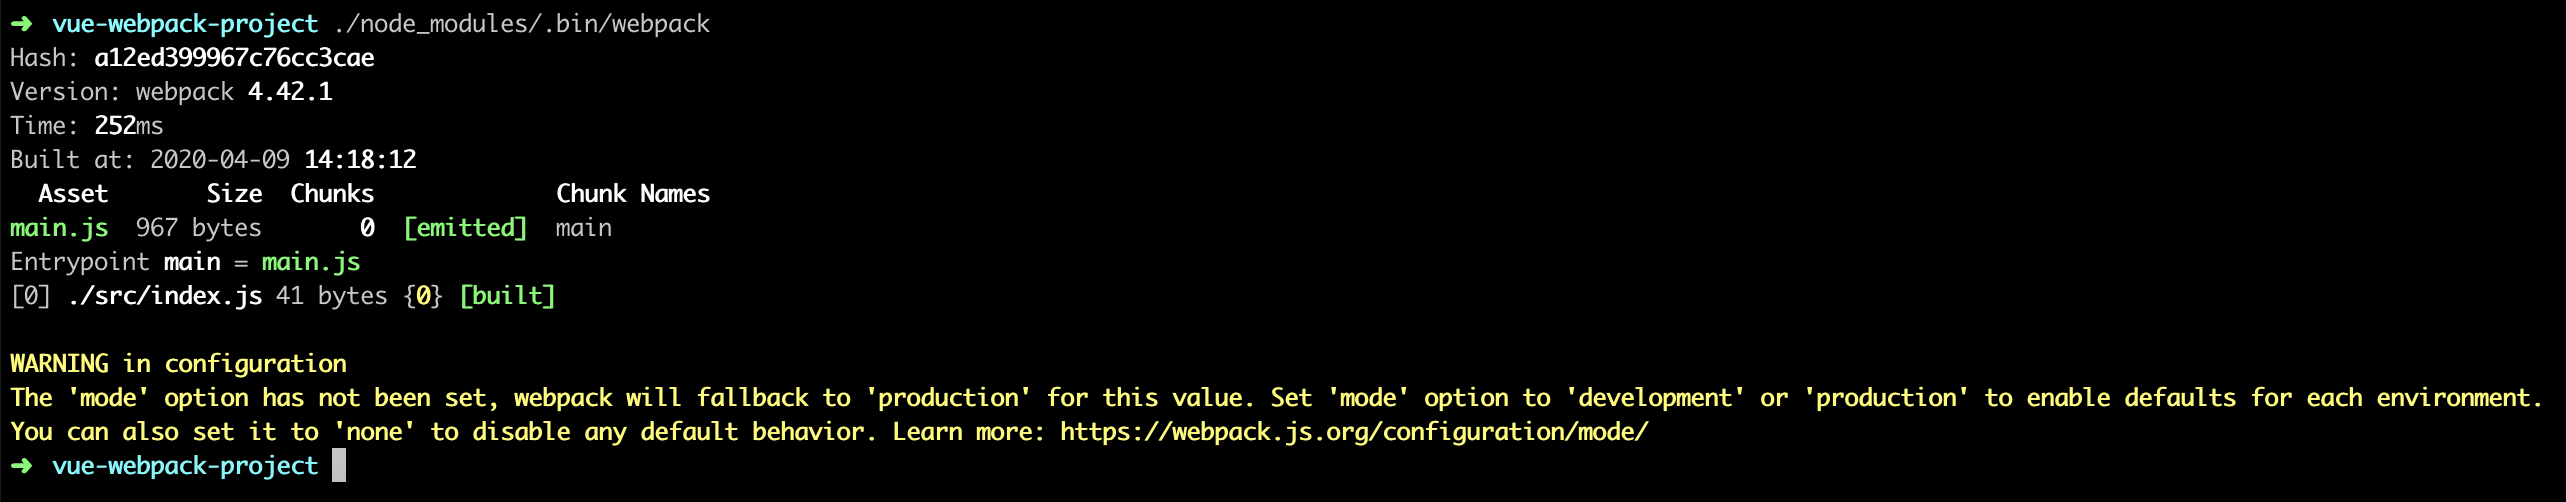 ➜ vue-webpack-project ./node_modules/.bin/webpack
Hash: a12ed399967c76cc3cae
Version: webpack 4.42.1
Time: 252ms
Built at: 2020-04-09 14:18:12
  Asset       Size  Chunks             Chunk Names
main.js  967 bytes       0  [emitted]  main
Entrypoint main = main.js
[0] ./src/index.js 41 bytes {0} [built]

WARNING in configuration
The 'mode' option has not been set, webpack will fallback to 'production' for this value. Set 'mode' option to 'development' or 'production' to enable defaults for each environment.
You can also set it to 'none' to disable any default behavior. Learn more: https://webpack.js.org/configuration/mode/
➜ vue-webpack-project